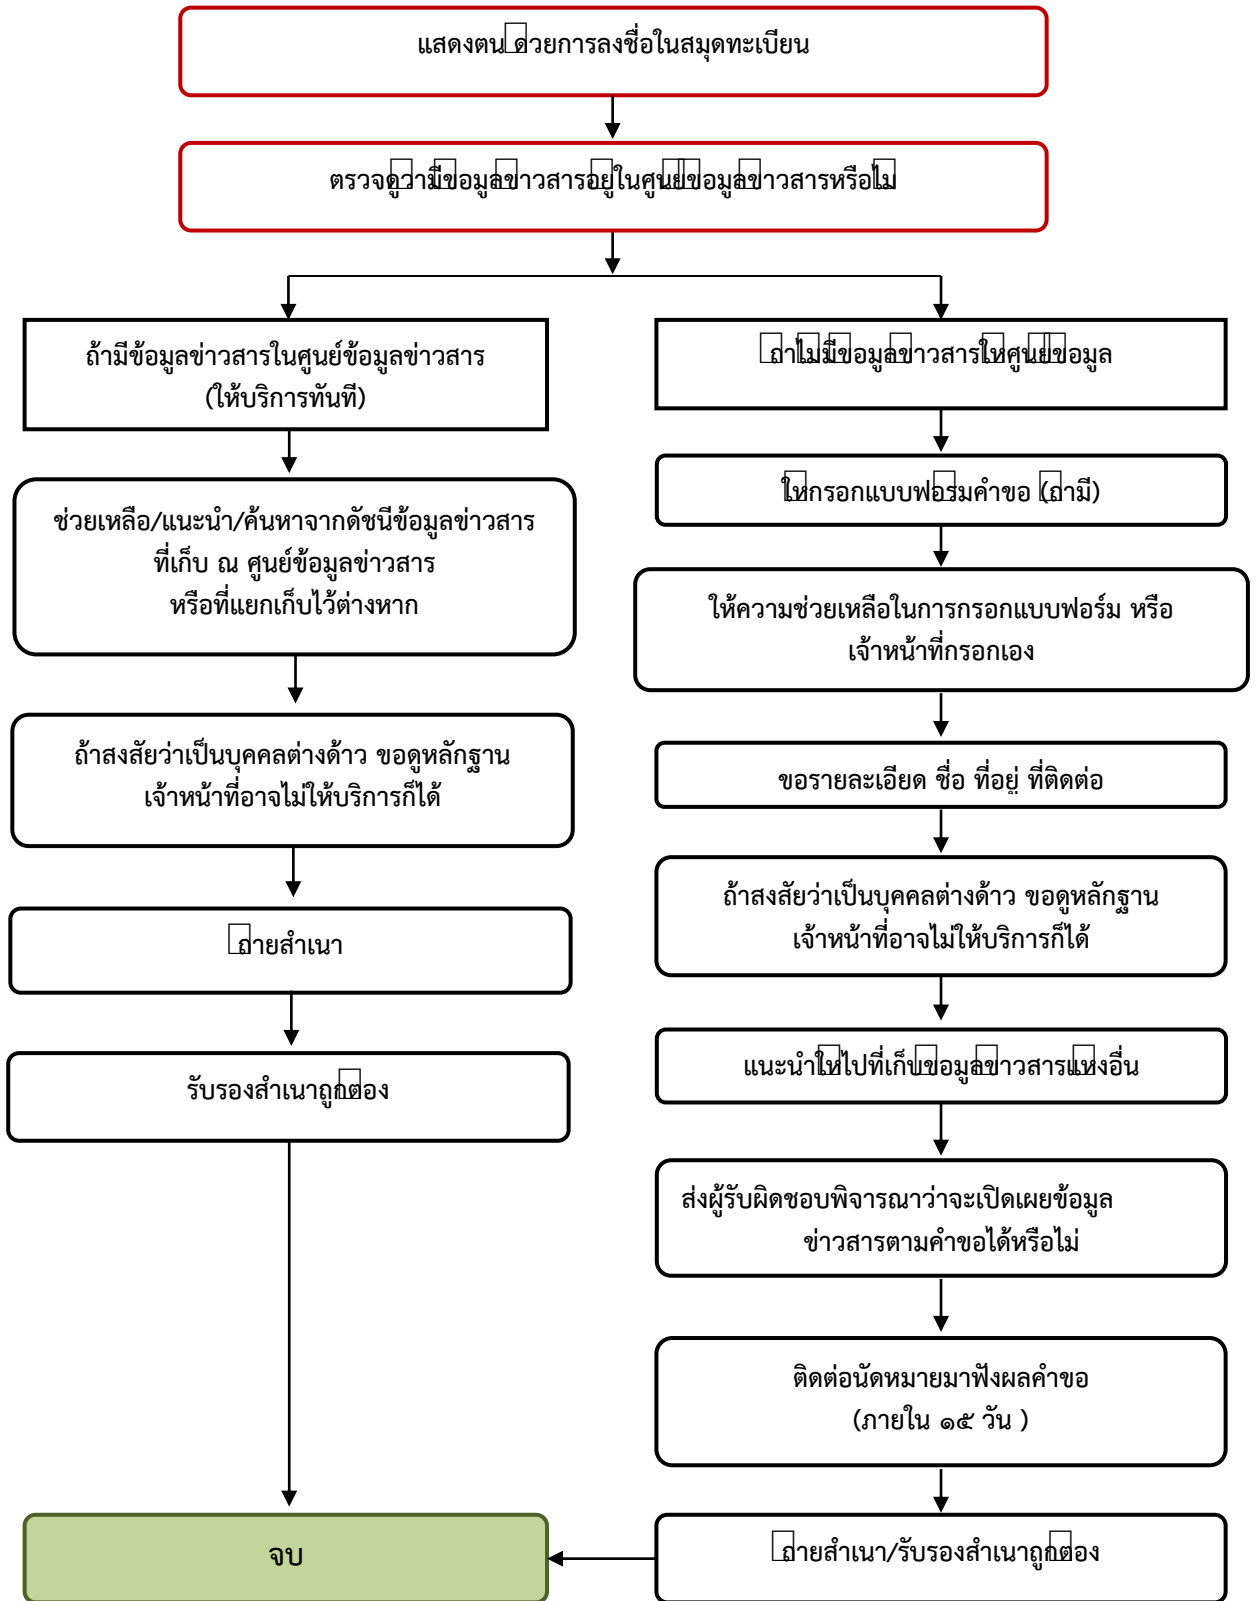 แสดงตน ดวยการลงชื่อในสมุดทะเบียน
ตรวจดูวามีขอมูลขาวสารอยูในศูนยขอมูลขาวสารหรือไม
ถ้ามีข้อมูลข่าวสารในศูนย์ข้อมูลข่าวสาร
(ให้บริการทันที)
ช่วยเหลือ/แนะนำ/ค้นหาจากดัชนีข้อมูลข่าวสาร
ที่เก็บ ณ ศูนย์ข้อมูลข่าวสาร
หรือที่แยกเก็บไว้ต่างหาก
ถ้าสงสัยว่าเป็นบุคคลต่างด้าว ขอดูหลักฐาน
เจ้าหน้าที่อาจไม่ให้บริการก็ได้
ถายสำเนา
รับรองสำเนาถูกตอง
จบ
ถาไมมีขอมูลขาวสารใหศูนยขอมูล
ใหกรอกแบบฟอรมคำขอ (ถามี)
ให้ความช่วยเหลือในการกรอกแบบฟอร์ม หรือ
เจ้าหน้าที่กรอกเอง
ขอรายละเอียด ชื่อ ที่อยู่ ที่ติดต่อ
ถ้าสงสัยว่าเป็นบุคคลต่างด้าว ขอดูหลักฐาน
เจ้าหน้าที่อาจไม่ให้บริการก็ได้
แนะนำใหไปที่เก็บขอมูลขาวสารแหงอื่น
ส่งผู้รับผิดชอบพิจารณาว่าจะเปิดเผยข้อมูล
ข่าวสารตามคำขอได้หรือไม่
ติดต่อนัดหมายมาฟังผลคำขอ
(ภายใน ๑๕ วัน )
ถายสำเนา/รับรองสำเนาถูกตอง